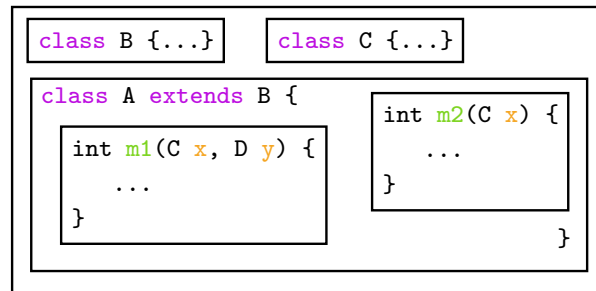 class B {...}
class C {...}
class A extends B {
int m1(C x, D y) {
...
}
int m2(C x) {
...
}
}